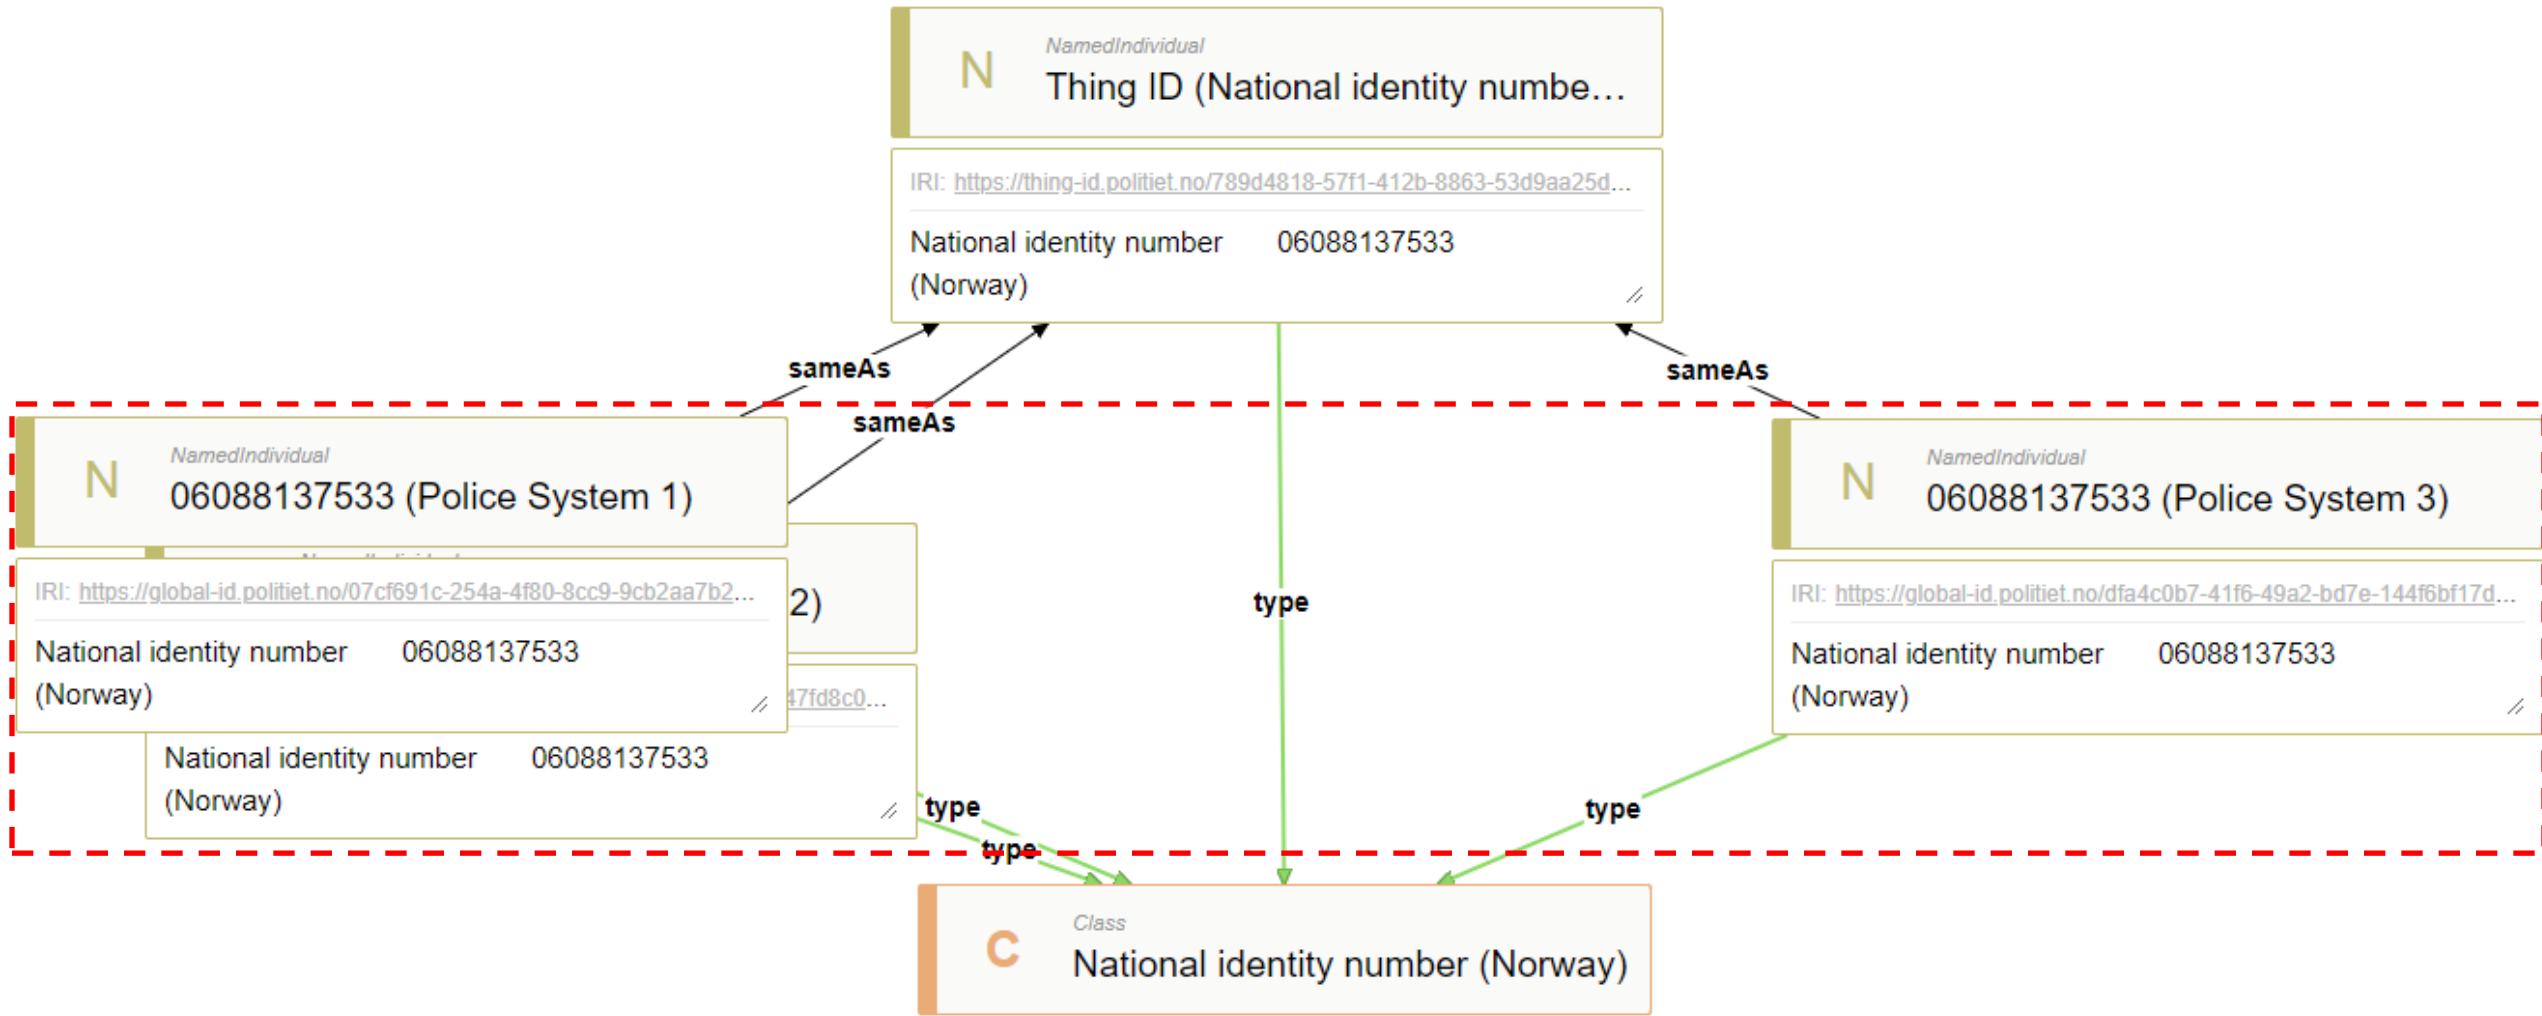 NamedIndividual
N
Thing ID (National identity numbe...
IRI: https://thing-id.politiet.no/789d4818-57f1-412b-8863-53d9aa25d...
National identity number 06088137533
(Norway)
sameAs
sameAs
sameAs
NamedIndividual
N
06088137533 (Police System 1)
IRI: https://global-id.politiet.no/07cf691c-254a-4f80-8cc9-9cb2aa7b2...
National identity number 06088137533
(Norway)
2)
47fd8c0...
National identity number 06088137533
(Norway)
type
NamedIndividual
N
06088137533 (Police System 3)
IRI: https://global-id.politiet.no/dfa4c0b7-41f6-49a2-bd7e-144f6bf17d...
National identity number 06088137533
(Norway)
type
type
type
Class
C
National identity number (Norway)